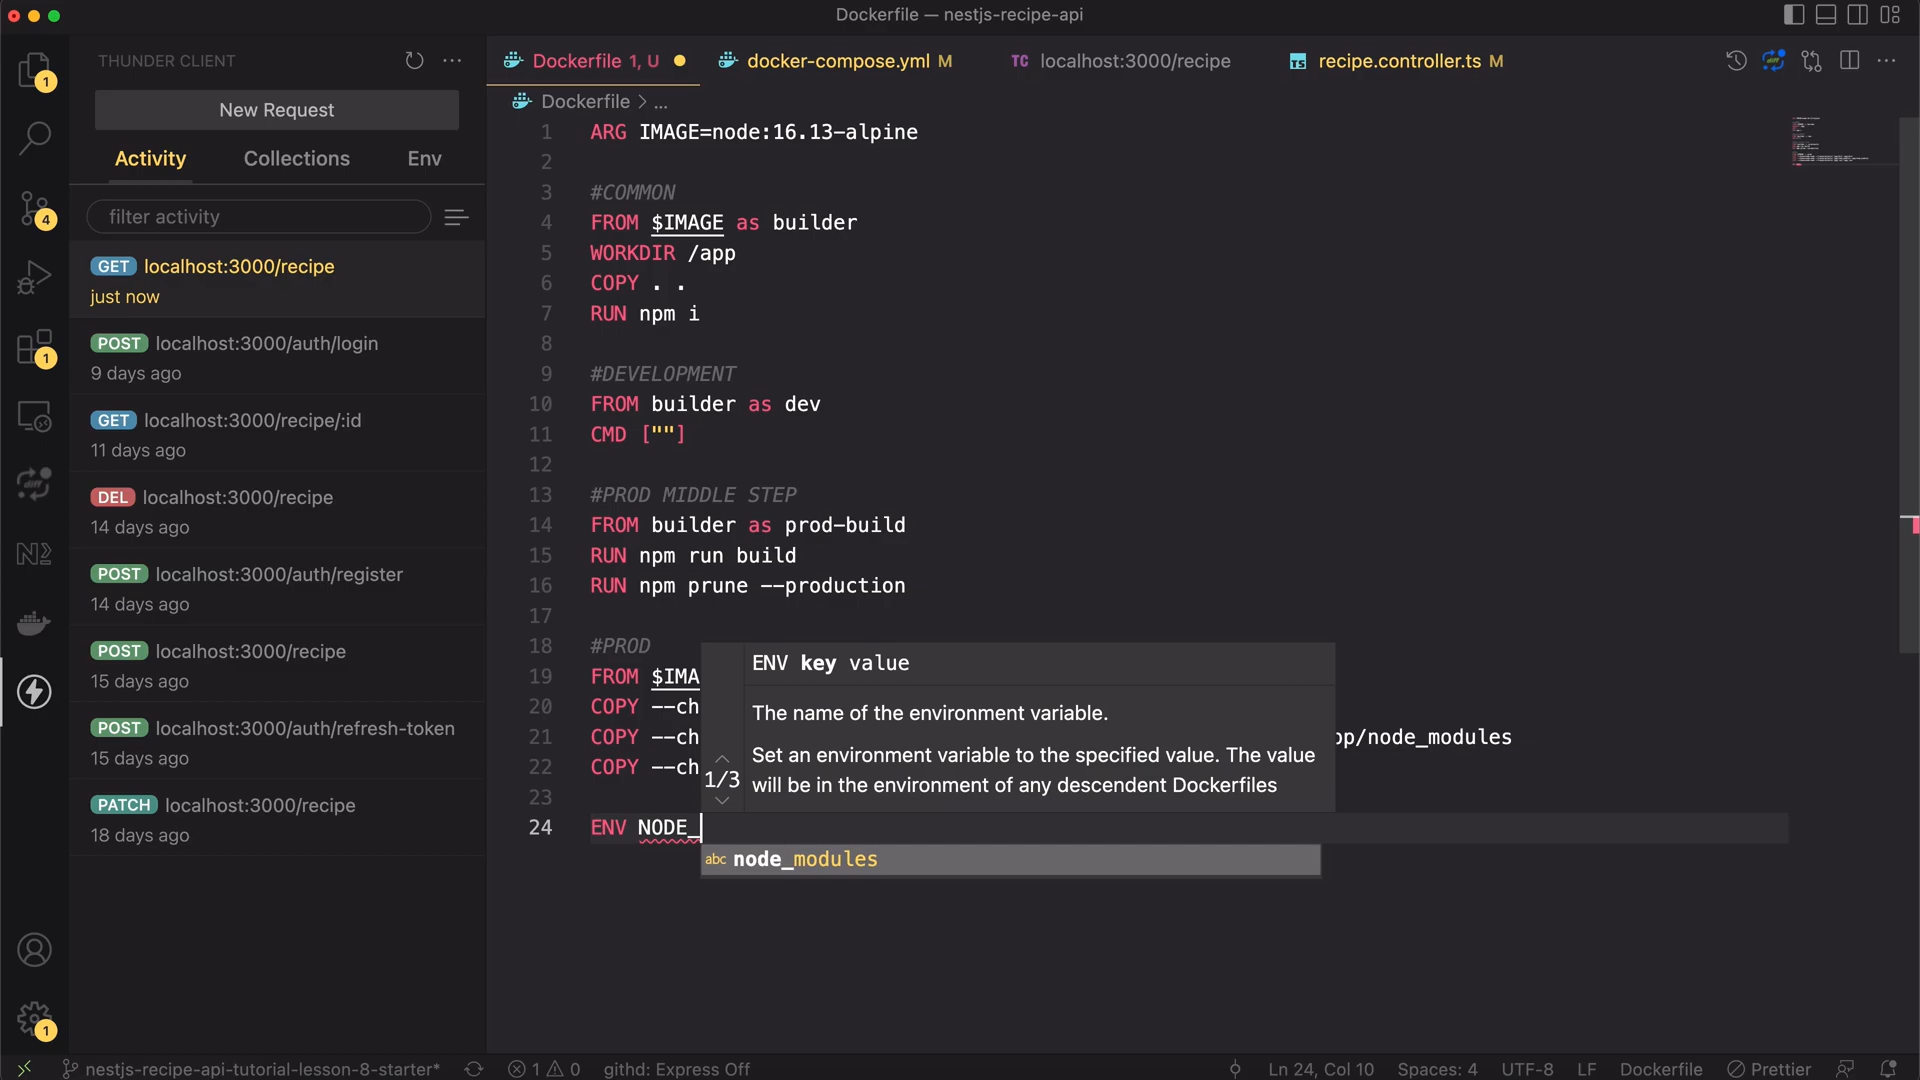 Dockerfile — nestjs-recipe-api
THUNDER CLIENT
New Request
Activity Collections Env
filter activity
GET localhost:3000/recipe
just now
POST localhost:3000/auth/login
9 days ago
GET localhost:3000/recipe/:id
11 days ago
DEL localhost:3000/recipe
14 days ago
POST localhost:3000/auth/register
14 days ago
POST localhost:3000/recipe
15 days ago
POST localhost:3000/auth/refresh-token
15 days ago
PATCH localhost:3000/recipe
18 days ago
1
4
1
1
Dockerfile 1, U docker-compose.yml M TC localhost:3000/recipe TS recipe.controller.ts M
Dockerfile > ...
1 ARG IMAGE=node:16.13-alpine
2
3 #COMMON
4 FROM $IMAGE as builder
5 WORKDIR /app
6 COPY . .
7 RUN npm i
8
9 #DEVELOPMENT
10 FROM builder as dev
11 CMD [""]
12
13 #PROD MIDDLE STEP
14 FROM builder as prod-build
15 RUN npm run build
16 RUN npm prune --production
17
18 #PROD
19 FROM $IMA
20 COPY --ch
21 COPY --ch pp/node_modules
22 COPY --ch
23
24 ENV NODE_
ENV key value
The name of the environment variable.
Set an environment variable to the specified value. The value
will be in the environment of any descendent Dockerfiles
1/3
abc node_modules
nestjs-recipe-api-tutorial-lesson-8-starter* 1 0 githd: Express Off Ln 24, Col 10 Spaces: 4 UTF-8 LF Dockerfile Prettier